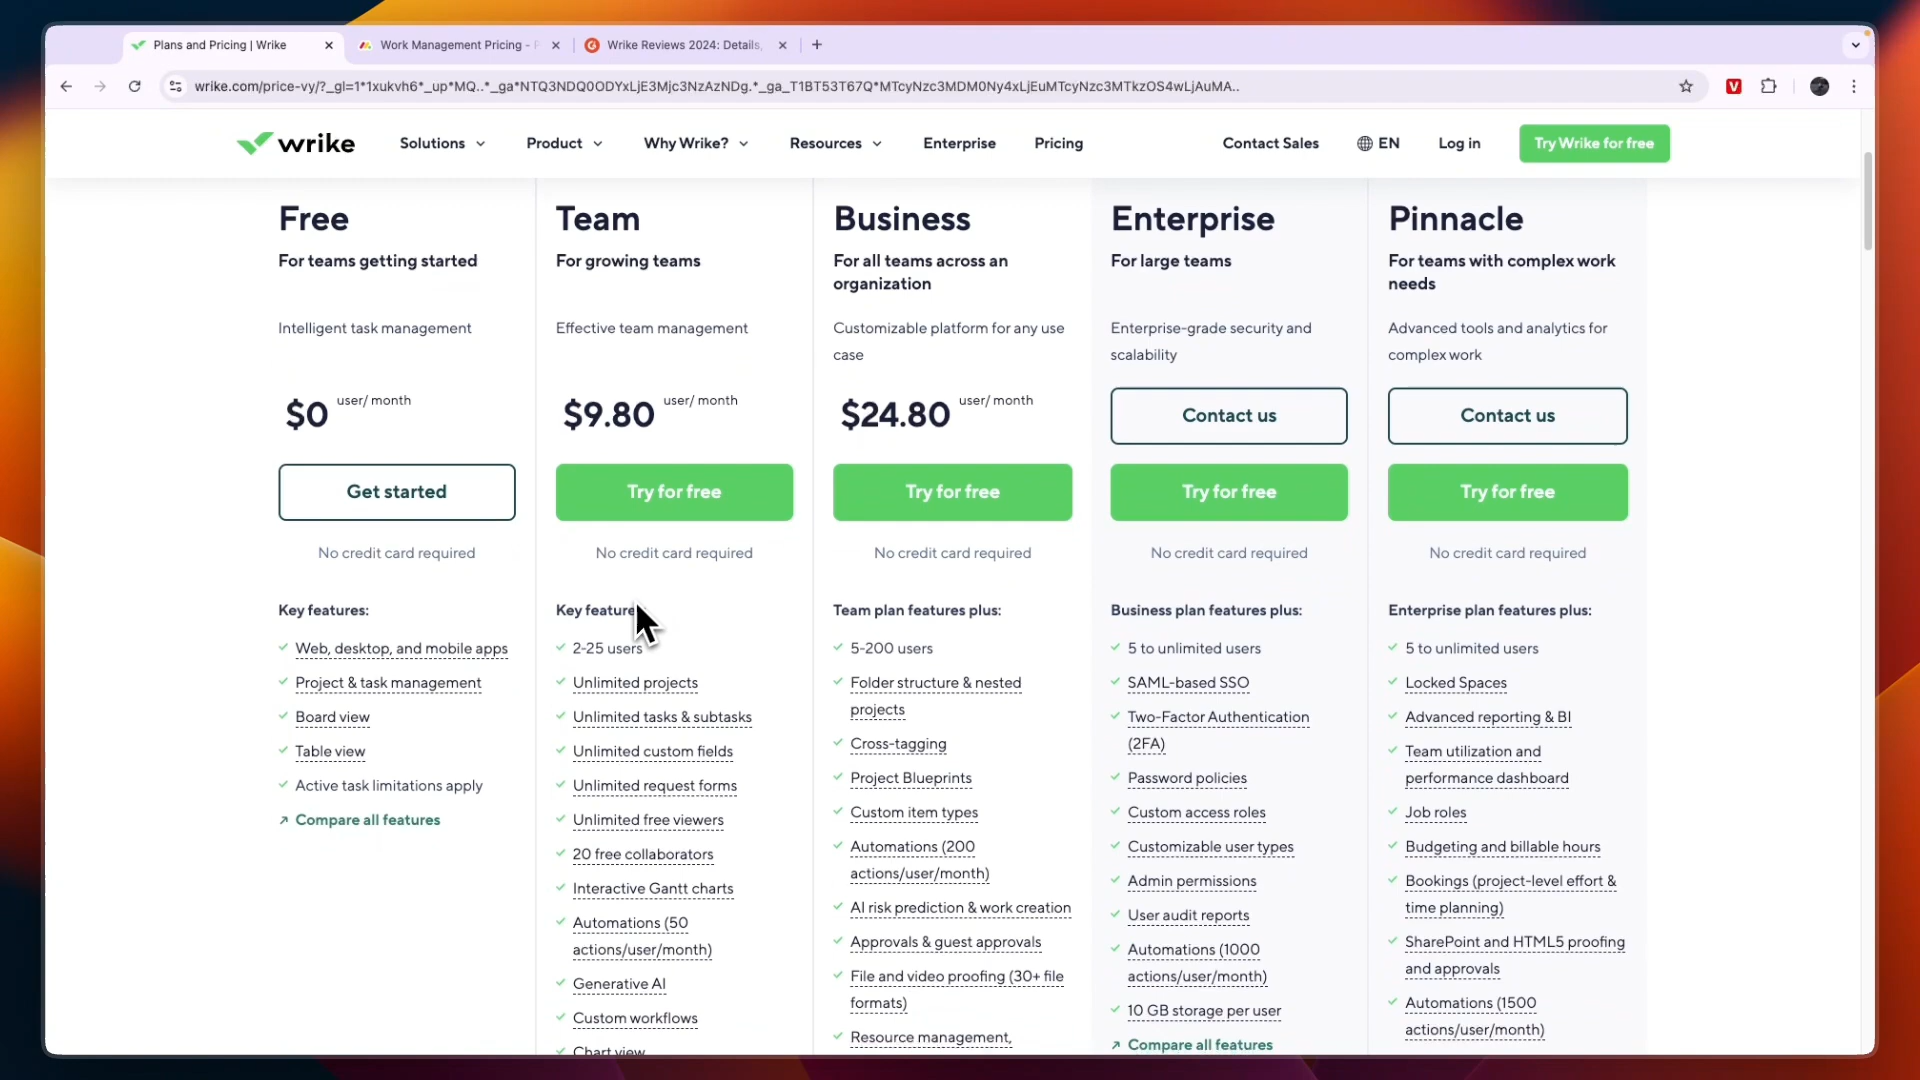 Plans and Pricing | Wrike
Work Management Pricing -
Wrike Reviews 2024: Details,
wrike.com/price-vy/?_gl=1*1xukvh6*_up*MQ..*_ga*NTQ3NDQ0ODYxLjE3Mjc3NzAzNDg.*_ga_T1BT53T67Q*MTcyNzc3MDM0Ny4xLjEuMTcyNzc3MTkzOS4wLjAuMA..
wrike
Solutions
Product
Why Wrike?
Resources
Enterprise
Pricing
Contact Sales
EN
Log in
Try Wrike for free
Free
For teams getting started
Intelligent task management
$0 user/ month
Get started
No credit card required
Key features:
Web, desktop, and mobile apps
Project & task management
Board view
Table view
Active task limitations apply
Compare all features
Team
For growing teams
Effective team management
$9.80 user/ month
Try for free
No credit card required
Key feature
2-25 users
Unlimited projects
Unlimited tasks & subtasks
Unlimited custom fields
Unlimited request forms
Unlimited free viewers
20 free collaborators
Interactive Gantt charts
Automations (50
actions/user/month)
Generative AI
Custom workflows
Chart view
Business
For all teams across an
organization
Customizable platform for any use
case
$24.80 user/ month
Try for free
No credit card required
Team plan features plus:
5-200 users
Folder structure & nested
projects
Cross-tagging
Project Blueprints
Custom item types
Automations (200
actions/user/month)
AI risk prediction & work creation
Approvals & guest approvals
File and video proofing (30+ file
formats)
Resource management,
Enterprise
For large teams
Enterprise-grade security and
scalability
Contact us
Try for free
No credit card required
Business plan features plus:
5 to unlimited users
SAML-based SSO
Two-Factor Authentication
(2FA)
Password policies
Custom access roles
Customizable user types
Admin permissions
User audit reports
Automations (1000
actions/user/month)
10 GB storage per user
Compare all features
Pinnacle
For teams with complex work
needs
Advanced tools and analytics for
complex work
Contact us
Try for free
No credit card required
Enterprise plan features plus:
5 to unlimited users
Locked Spaces
Advanced reporting & BI
Team utilization and
performance dashboard
Job roles
Budgeting and billable hours
Bookings (project-level effort &
time planning)
SharePoint and HTML5 proofing
and approvals
Automations (1500
actions/user/month)